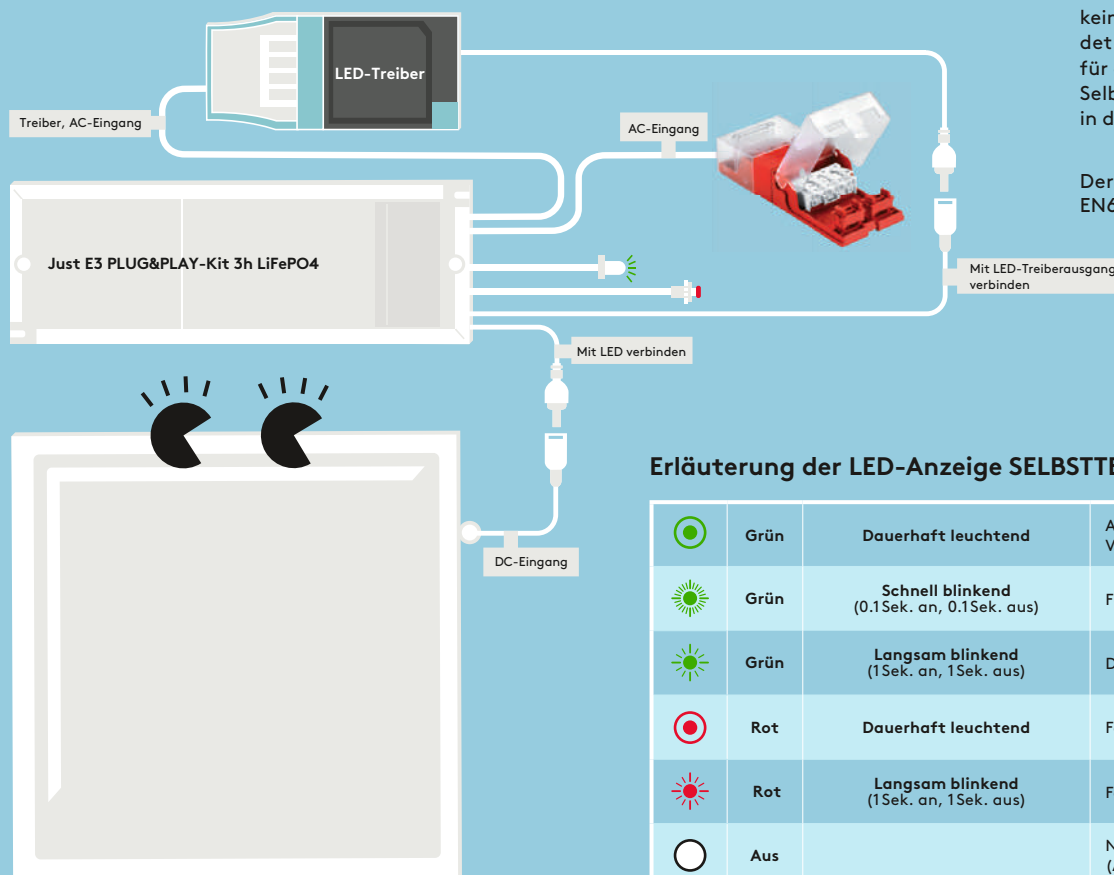 keir
det
für
Selb
in d
Der
EN6
LED-Treiber
Treiber, AC-Eingang
AC-Eingang
Just E3 PLUG&PLAY-Kit 3h LiFePO4
Mit LED-Treiberausgang
verbinden
Mit LED verbinden
DC-Eingang
Erläuterung der LED-Anzeige SELBSTTE
Grün Dauerhaft leuchtend
Grün Schnell blinkend
(0.1Sek. an, 0.1Sek. aus)
Grün Langsam blinkend
(1Sek. an, 1Sek. aus)
Rot Dauerhaft leuchtend
Rot Langsam blinkend
(1Sek. an, 1Sek. aus)
Aus